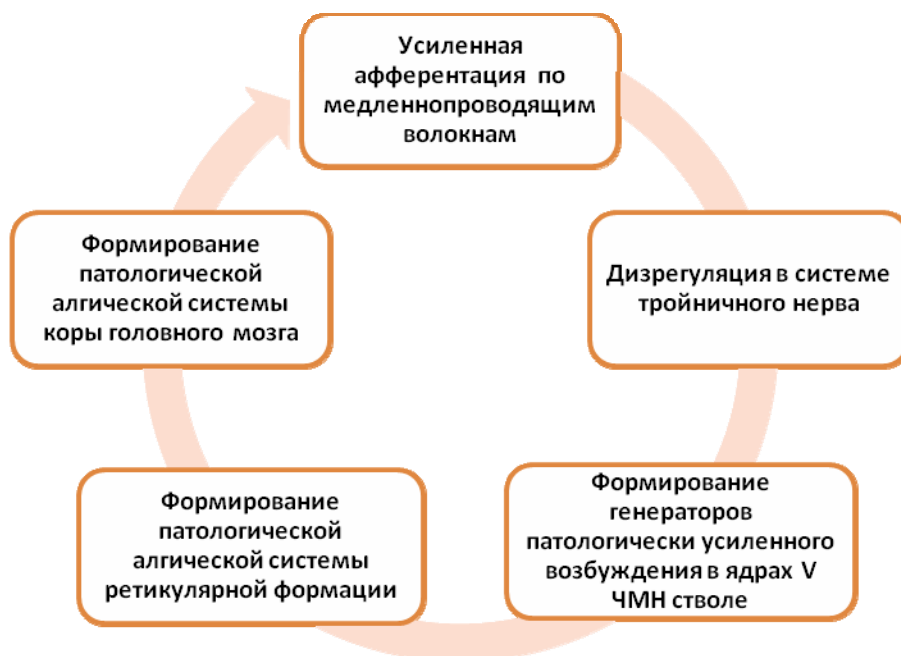 Усиленная
афферентация по
медленнопроводящим
волокнам
Дизрегуляция в системе
тройничного нерва
Формирование
генераторов
патологически усиленного
возбуждения в ядрах V
ЧМН стволе
Формирование
патологической
алгической системы
ретикулярной формации
Формирование
патологической
алгической системы
коры головного мозга